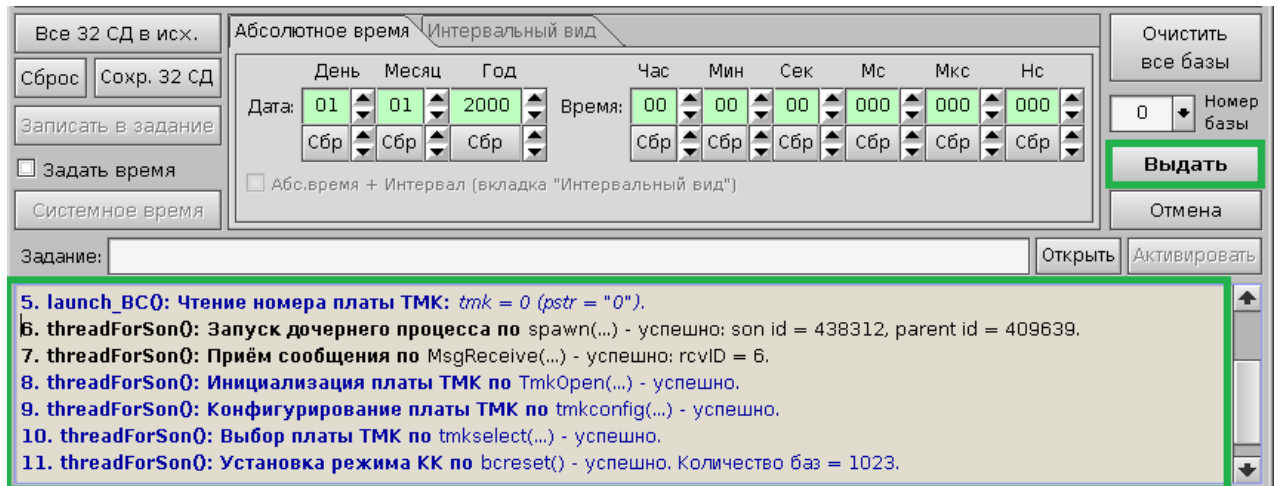 Все 32 СД в исх.
Сброс Сохр. 32 СД
Записать в задание
Задать время
Системное время
Абсолютное время Интервальный вид
День Месяц Год Час Мин Сек Мс Мкс Нс
Дата: 01 01 2000 Время: 00 00 00 000 000 000
Сбр Сбр Сбр Сбр Сбр Сбр Сбр Сбр Сбр
Абс.время + Интервал (вкладка "Интервальный вид")
Очистить
все базы
0 Номер
базы
Выдать
Отмена
Задание: Открыть Активировать
5. launch_BC(): Чтение номера платы ТМК: tmk = 0 (pstr = "0").
6. threadForSon(): Запуск дочернего процесса по spawn(...) - успешно: son id = 438312, parent id = 409639.
7. threadForSon(): Приём сообщения по MsgReceive(...) - успешно: rcvID = 6.
8. threadForSon(): Инициализация платы ТМК по TmkOpen(...) - успешно.
9. threadForSon(): Конфигурирование платы ТМК по tmkconfig(...) - успешно.
10. threadForSon(): Выбор платы ТМК по tmkselect(...) - успешно.
11. threadForSon(): Установка режима КК по bcreset() - успешно. Количество баз = 1023.